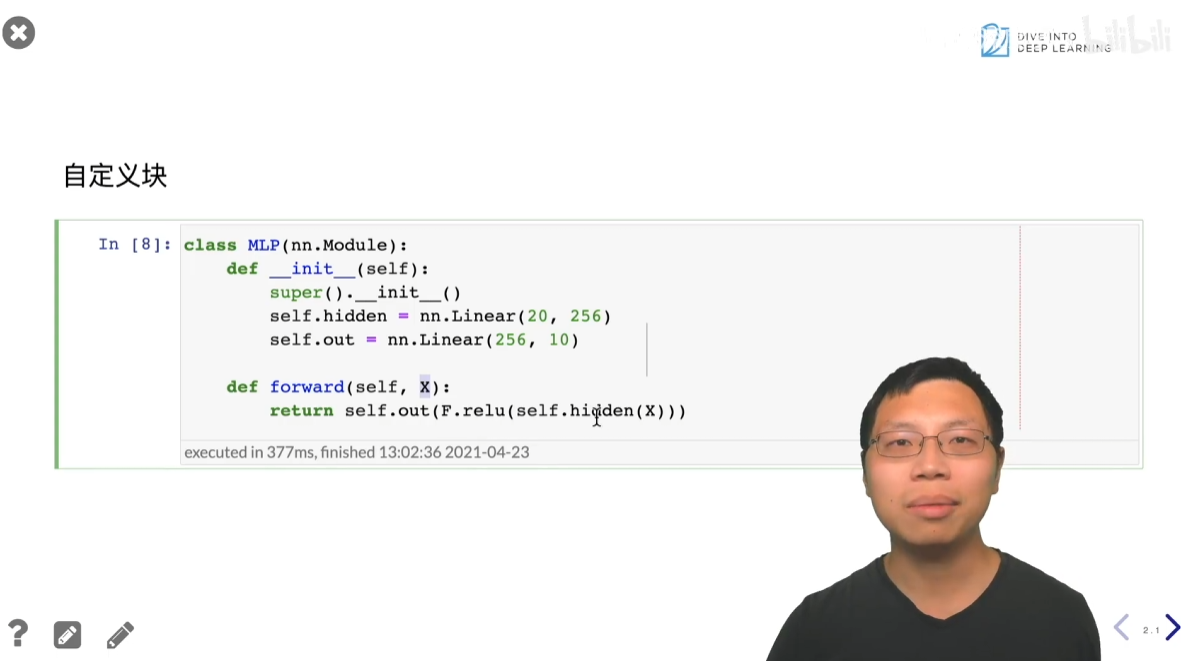 DIVE INTO
DEEP LEARNING
bilibili
自定义块
In [8]:
class MLP(nn.Module):
    def __init__(self):
        super().__init__()
        self.hidden = nn.Linear(20, 256)
        self.out = nn.Linear(256, 10)
    def forward(self, X):
        return self.out(F.relu(self.hidden(X)))
executed in 377ms, finished 13:02:36 2021-04-23
?
2.1